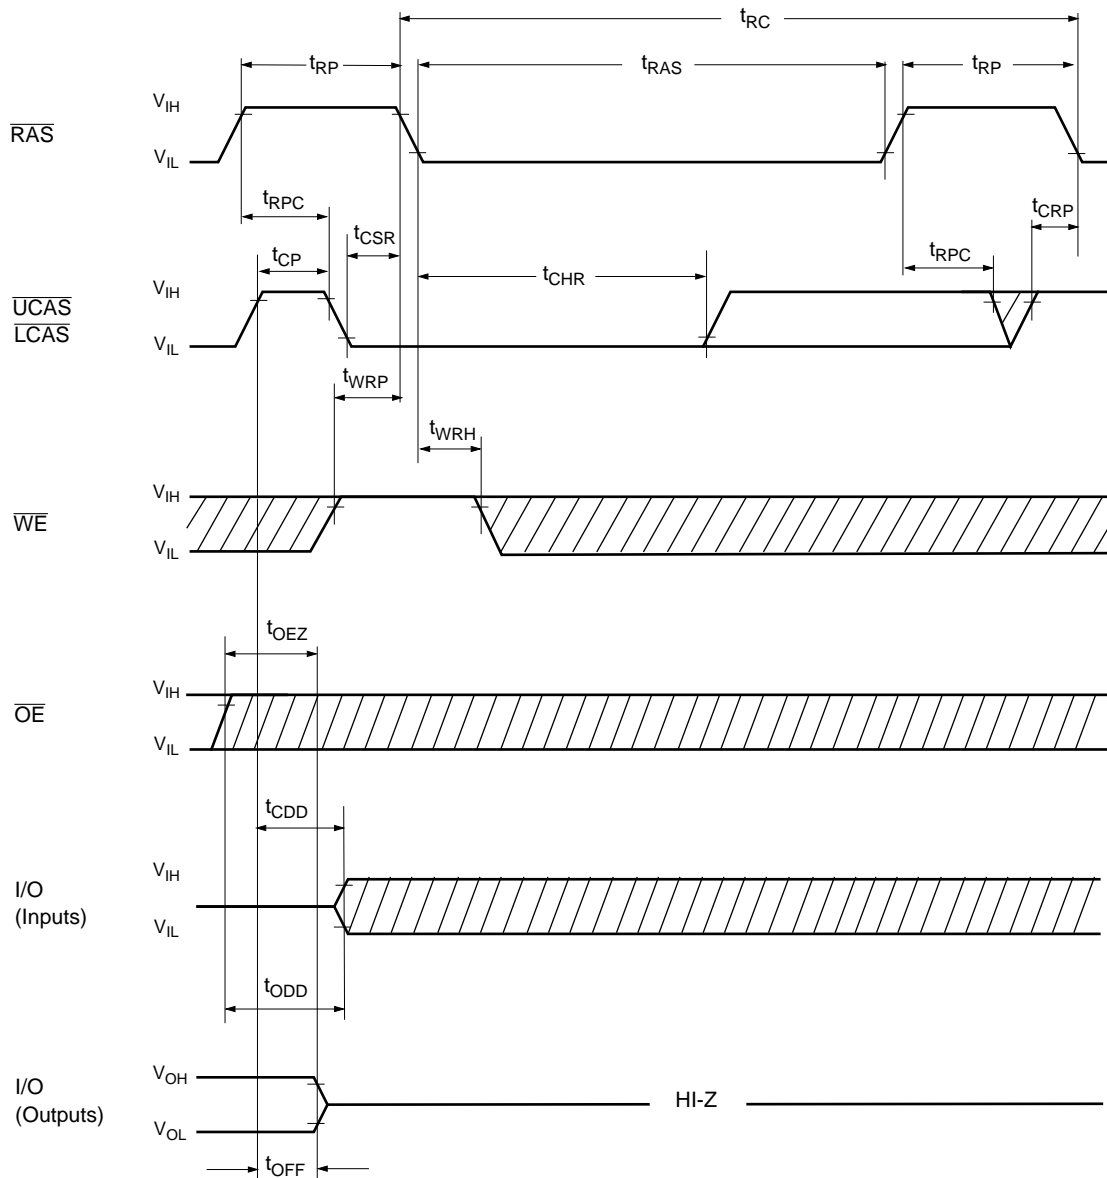 tRC
tRP
tRAS
tRP
VIH
RAS
VIL
tRPC
tCSR
tCRP
tCP
tCHR
tRPC
VIH
UCAS
LCAS
VIL
tWRP
tWRH
VIH
WE
VIL
tOEZ
VIH
OE
VIL
tCDD
VIH
I/O
(Inputs)
VIL
tODD
VOH
I/O
(Outputs)
HI-Z
VOL
tOFF